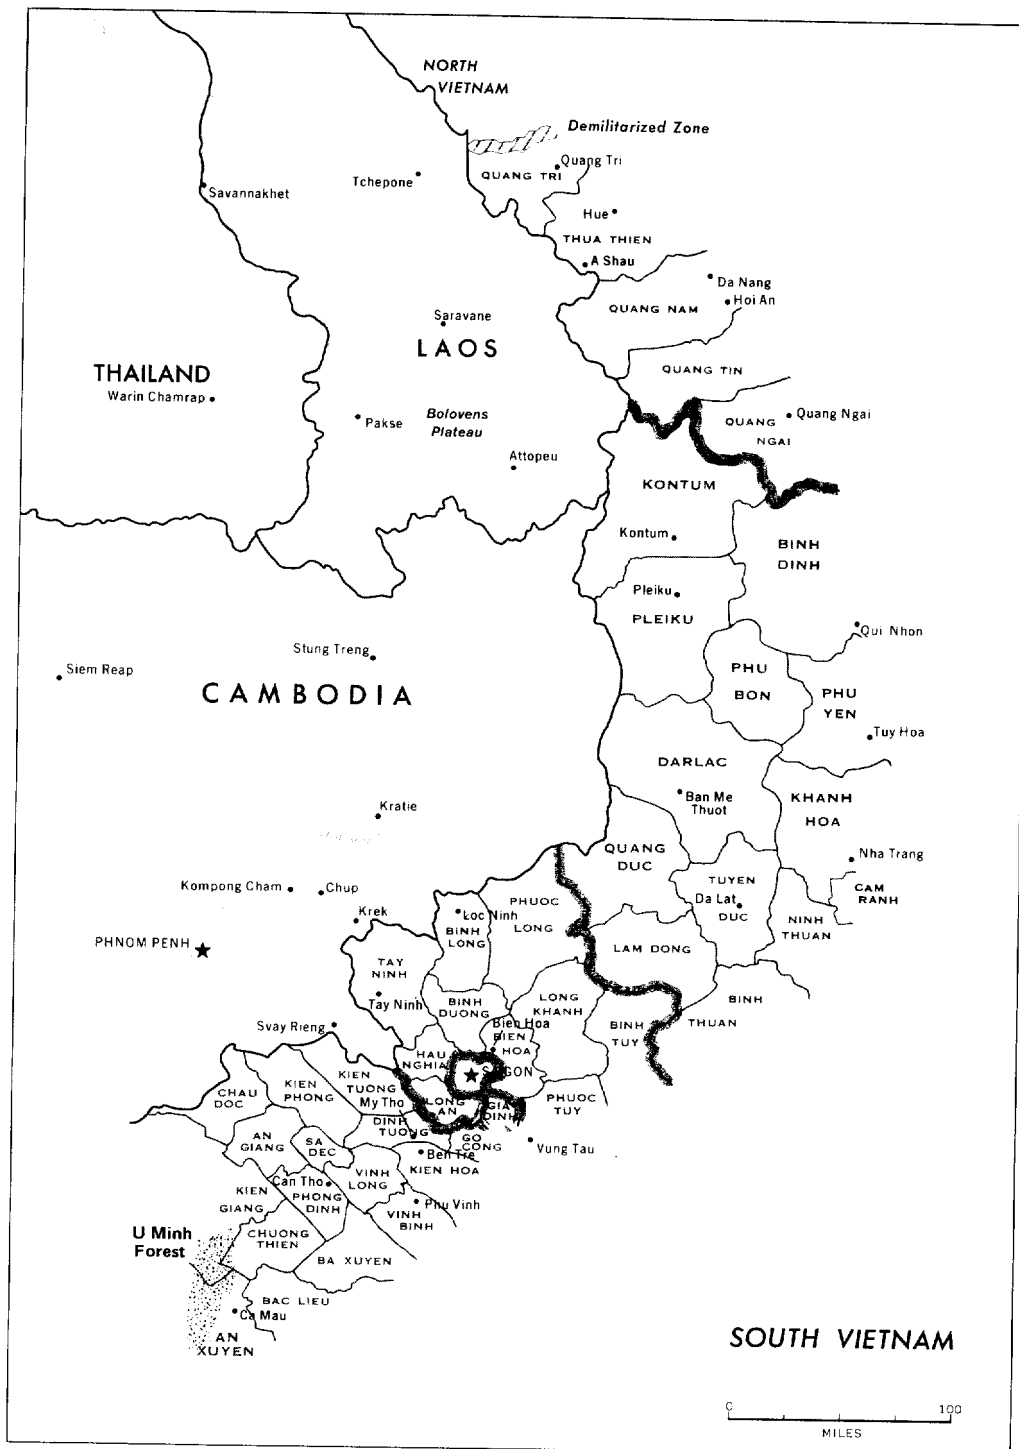 NORTH
VIETNAM
Demilitarized Zone
Quang Tri
QUANG TRI
Tchepone
Savannakhet
Hue
THUA THIEN
A Shau
Da Nang
Hoi An
QUANG NAM
Saravane
LAOS
QUANG TIN
THAILAND
Warin Chamrap
Pakse
Bolovens
Plateau
Quang Ngai
QUANG
NGAI
Attopeu
KONTUM
Kontum
BINH
DINH
Pleiku
PLEIKU
Qui Nhon
Stung Treng
Siem Reap
CAMBODIA
PHU
BON
PHU
YEN
Tuy Hoa
DARLAC
Ban Me
Thuot
KHANH
HOA
Kratie
QUANG
DUC
Nha Trang
TUYEN
DUC
Da Lat
CAM
RANH
NINH
THUAN
Kompong Cham
Chup
Krek
Loc Ninh
BINH
LONG
PHUOC
LONG
PHNOM PENH
LAM DONG
TAY
NINH
Tay Ninh
BINH
DUONG
LONG
KHANH
BINH
THUAN
BINH
TUY
Svay Rieng
Bien Hoa
BIEN
HOA
HAU
NGHIA
SAIGON
KIEN
TUONG
My Tho
KIEN
PHONG
CHAU
DOC
LONG
AN
GIA
DINH
PHUOC
TUY
DINH
TUONG
GO
CONG
Vung Tau
AN
GIANG
SA
DEC
Ben Tre
KIEN HOA
VINH
LONG
Can Tho
PHONG
DINH
KIEN
GIANG
Phu Vinh
VINH
BINH
U Minh
Forest
CHUONG
THIEN
BA XUYEN
BAC LIEU
Ca Mau
AN
XUYEN
SOUTH VIETNAM
0 100
MILES